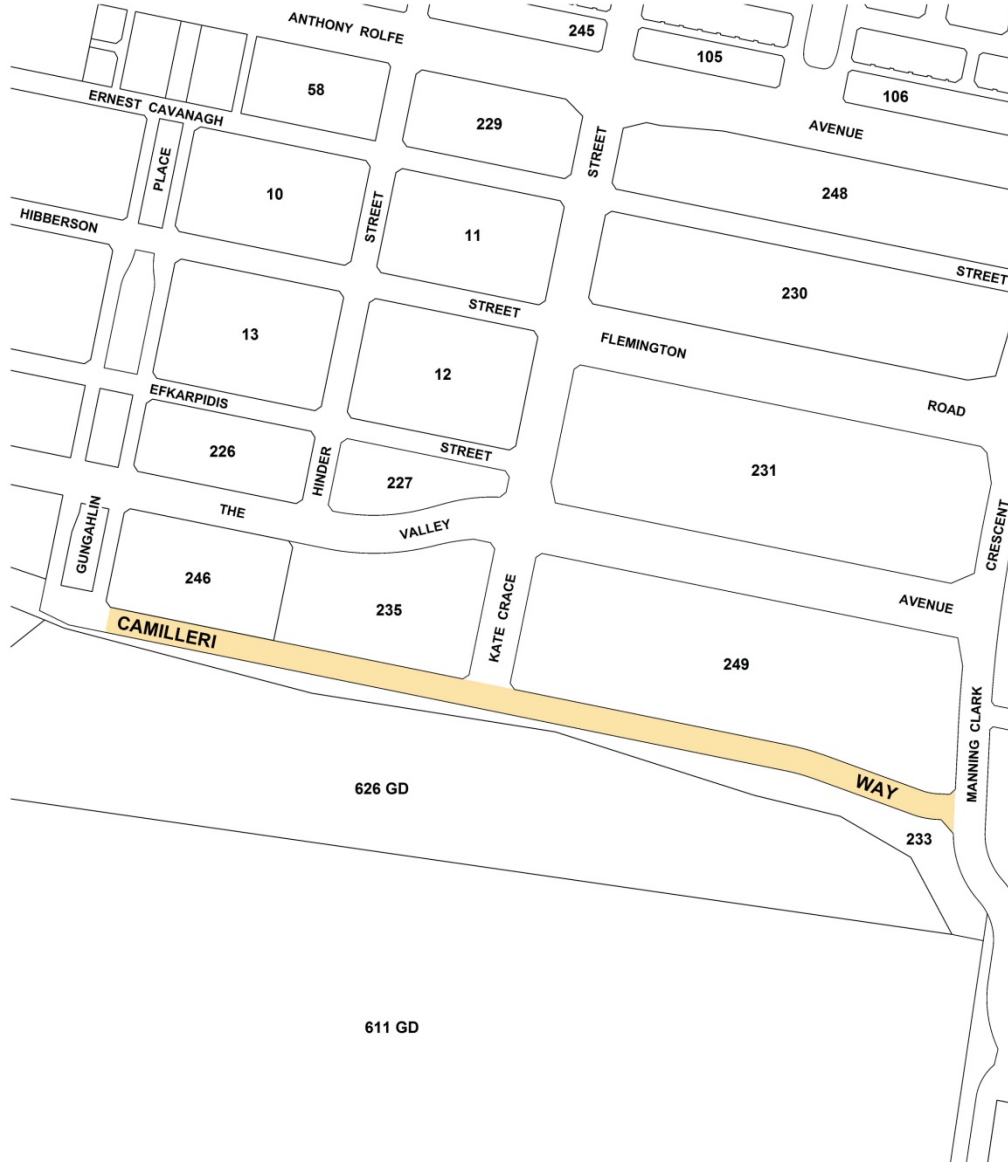 ANTHONY ROLFE
245
105
58
106
ERNEST CAVANAGH
229
AVENUE
STREET
PLACE
10
248
STREET
HIBBERSON
11
STREET
230
STREET
13
FLEMINGTON
12
EFKARPIDIS
ROAD
226
STREET
HINDER
227
231
THE
VALLEY
GUNGAHLIN
CRESCENT
246
235
KATE CRACE
AVENUE
CAMILLERI
249
MANNING CLARK
626 GD
WAY
233
611 GD